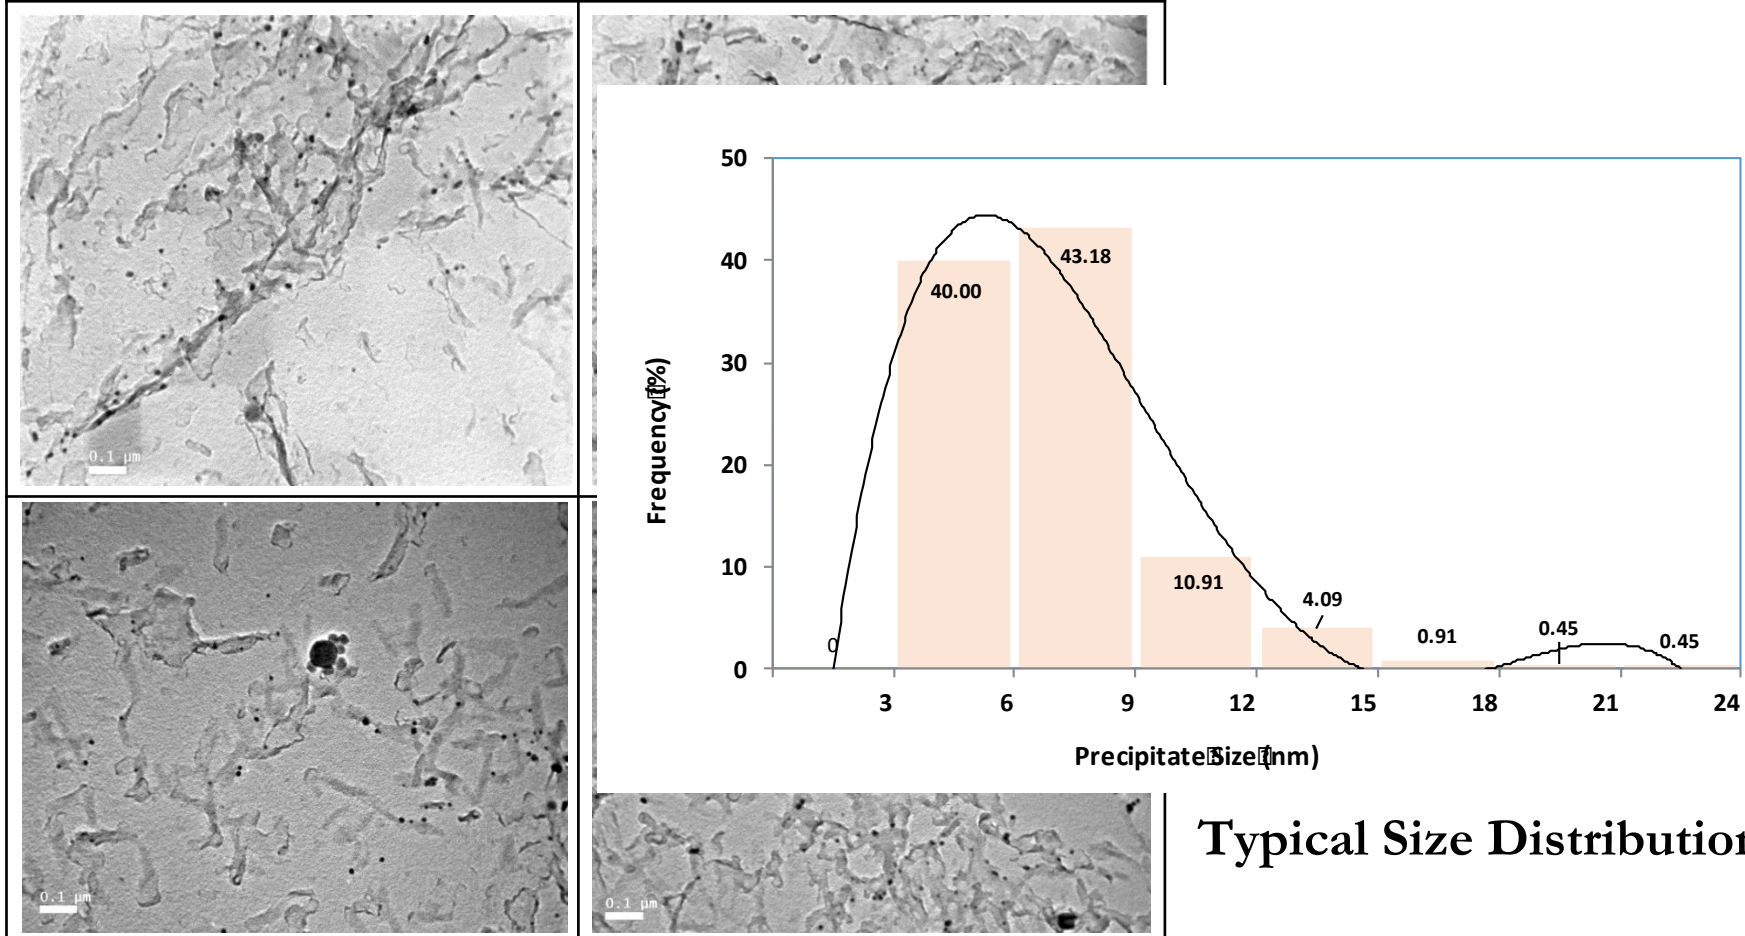 0.1 µm
50
40
30
20
10
0
Frequency (%)
0
40.00
43.18
10.91
4.09
0.91
0.45
0.45
3 6 9 12 15 18 21 24
Precipitate Size (nm)
Typical Size Distribution
0.1 µm
0.1 µm